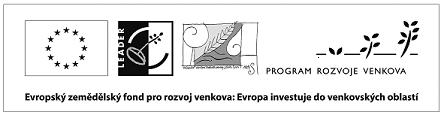 LEADER
PROGRAM ROZVOJE VENKOVA
Evropský zemědělský fond pro rozvoj venkova: Evropa investuje do venkovských oblastí